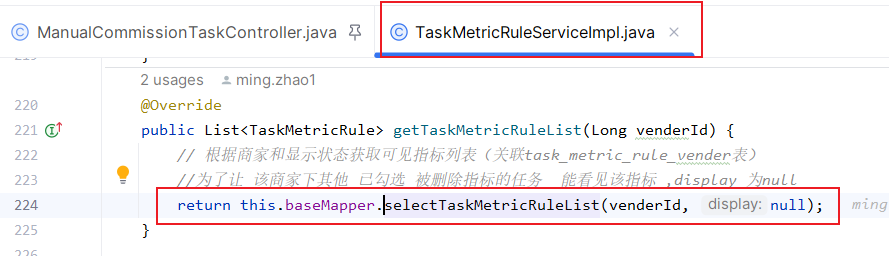 ManualCommissionTaskController.java
TaskMetricRuleServiceImpl.java
2 usages ming.zhao1
220 @Override
221 public List<TaskMetricRule> getTaskMetricRuleList(Long venderId) {
222 // 根据商家和显示状态获取可见指标列表（关联task_metric_rule_vender表）
223 //为了让 该商家下其他 已勾选 被删除指标的任务 能看见该指标 ,display 为null
224 return this.baseMapper.selectTaskMetricRuleList(venderId, display: null); ming
225 }
226